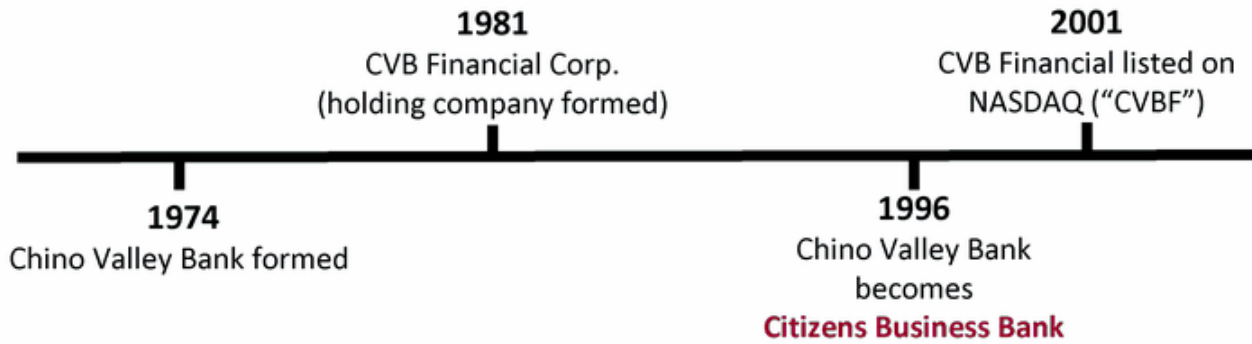 1981
CVB Financial Corp.
(holding company formed)
2001
CVB Financial listed on
NASDAQ (“CVBF”)
1974
Chino Valley Bank formed
1996
Chino Valley Bank
becomes
Citizens Business Bank